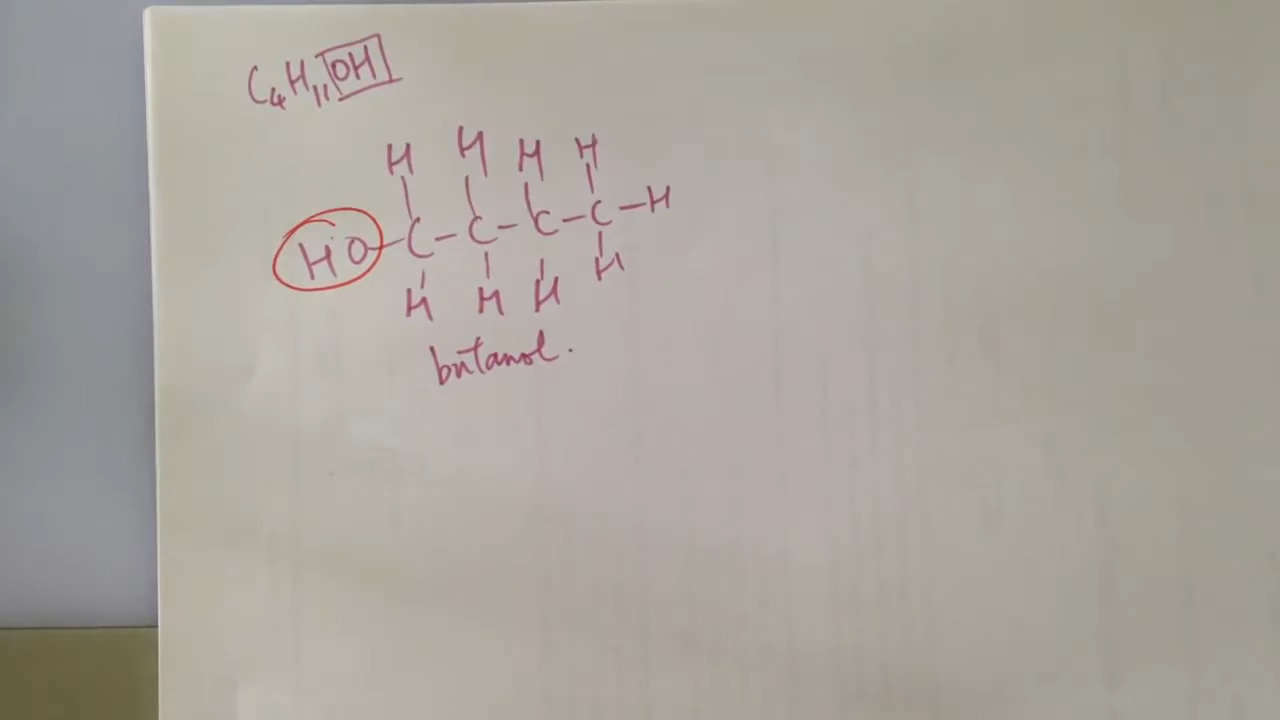 C₄H₁₁OH
H H H H
HO-C-C-C-C-H
H H H H
butanol.